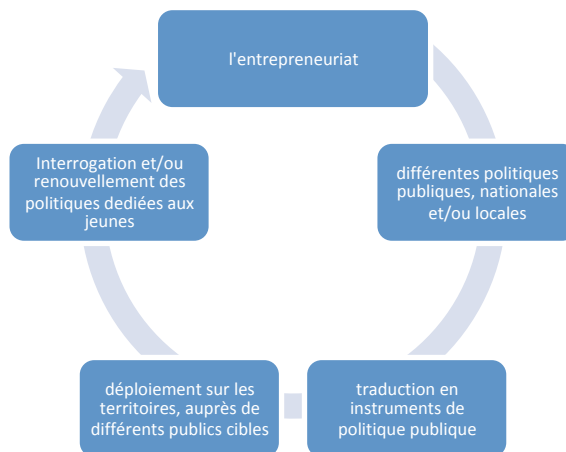 l'entrepreneuriat
différentes politiques
publiques, nationales
et/ou locales
traduction en
instruments de
politique publique
déploiement sur les
territoires, auprès de
différents publics cibles
Interrogation et/ou
renouvellement des
politiques dediées aux
jeunes